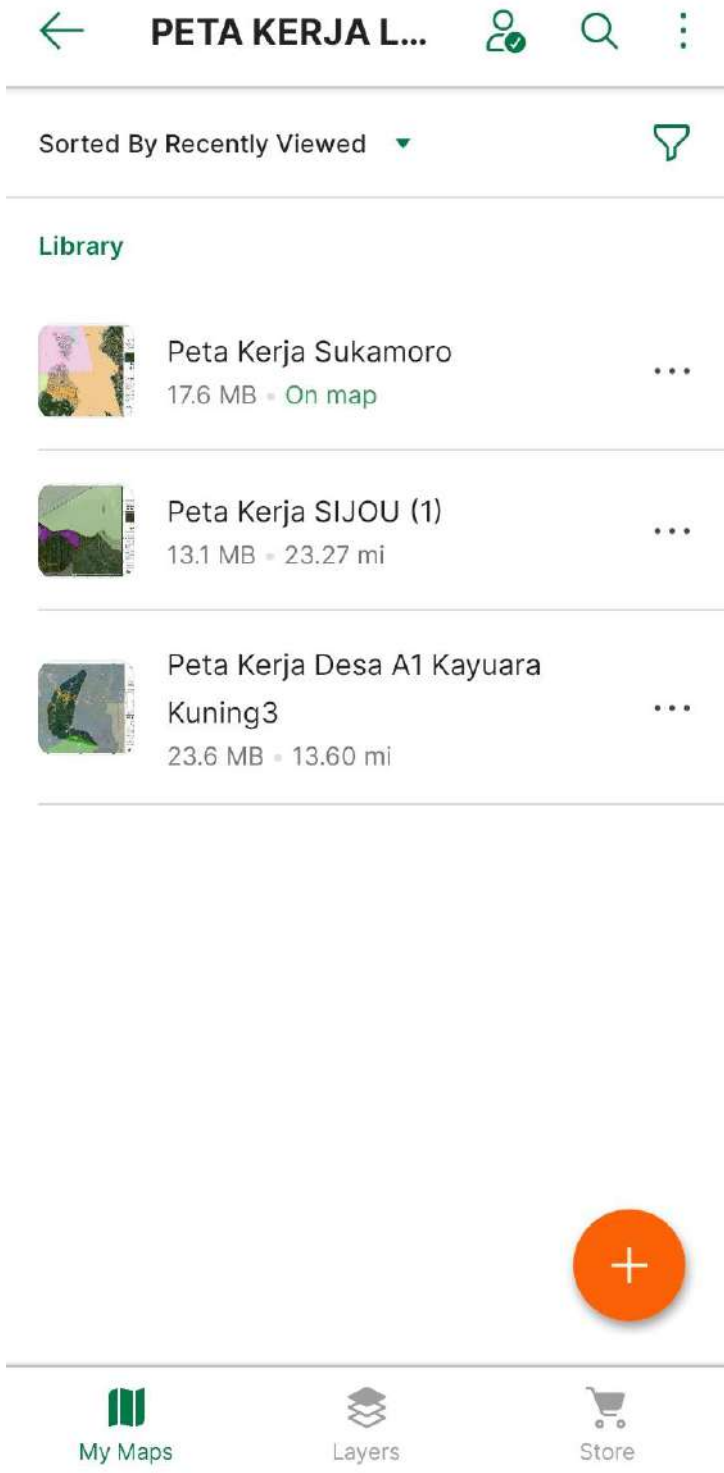 PETA KERJA L...
Sorted By Recently Viewed
Library
Peta Kerja Sukamoro
17.6 MB • On map
Peta Kerja SIJOU (1)
13.1 MB • 23.27 mi
Peta Kerja Desa A1 Kayuara
Kuning3
23.6 MB • 13.60 mi
My Maps
Layers
Store